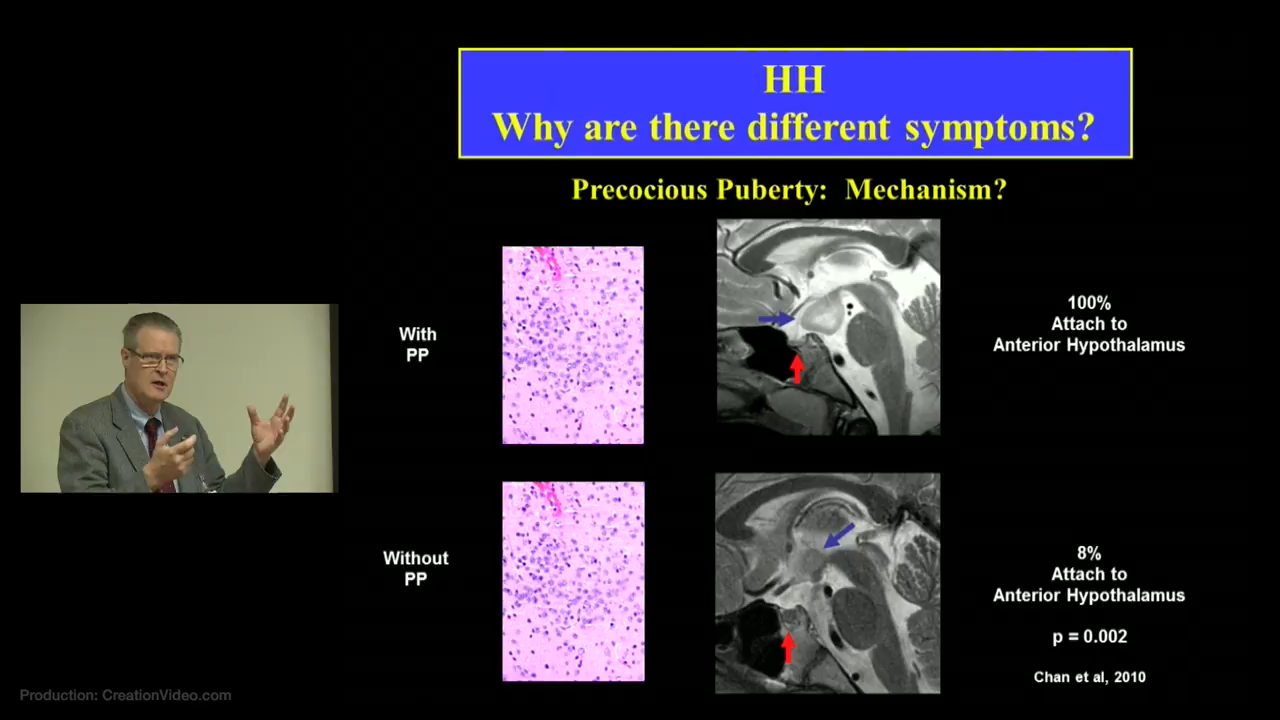 HH
Why are there different symptoms?
Precocious Puberty: Mechanism?
With
PP
100%
Attach to
Anterior Hypothalamus
Without
PP
8%
Attach to
Anterior Hypothalamus
p = 0.002
Chan et al, 2010
Production: CreationVideo.com